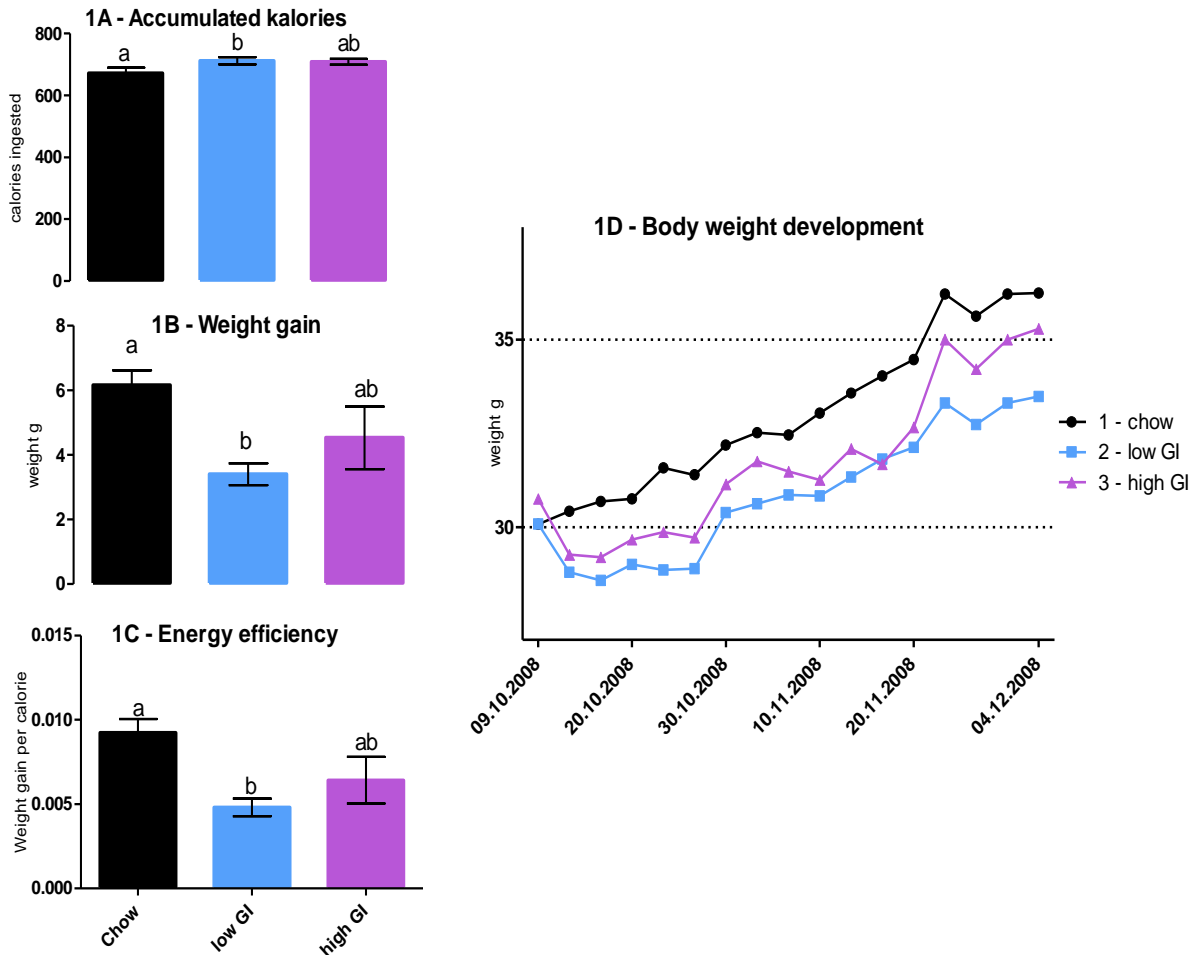 1A - Accumulated kalories
calories ingested
800
600
400
200
0
a
b
ab
1B - Weight gain
weight g
8
6
4
2
0
a
b
ab
1C - Energy efficiency
Weight gain per calorie
0.015
0.010
0.005
0.000
a
b
ab
Chow
low GI
high GI
1D - Body weight development
weight g
35
30
09.10.2008
20.10.2008
30.10.2008
10.11.2008
20.11.2008
04.12.2008
1 - chow
2 - low GI
3 - high GI